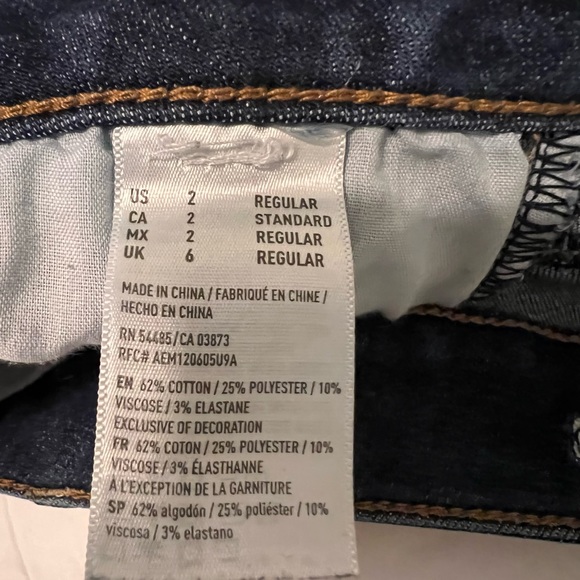 US 2 REGULAR
CA 2 STANDARD
MX 2 REGULAR
UK 6 REGULAR
MADE IN CHINA / FABRIQUÉ EN CHINE /
HECHO EN CHINA
RN 54485/CA 03873
RFC# AEM120605U9A
EN 62% COTTON / 25% POLYESTER / 10%
VISCOSE / 3% ELASTANE
EXCLUSIVE OF DECORATION
FR 62% COTON / 25% POLYESTER / 10%
VISCOSE / 3% ÉLASTHANNE
A L'EXCEPTION DE LA GARNITURE
SP 62% algodón / 25% poliéster / 10%
viscosa / 3% elastano